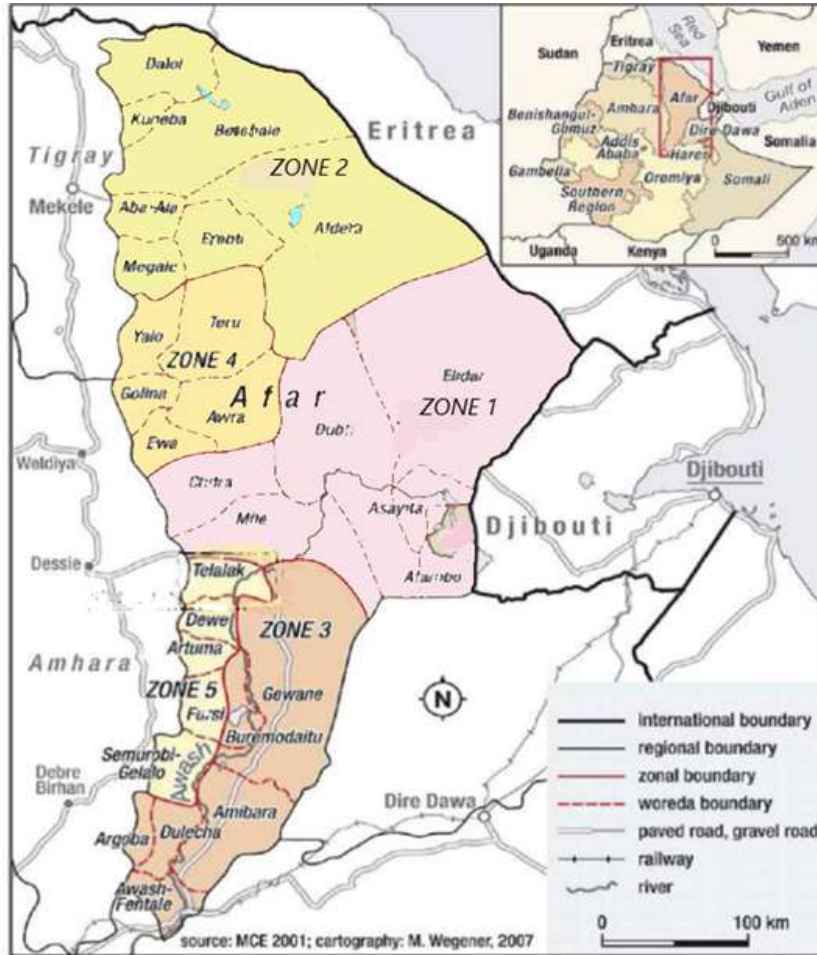 Eritrea
Tigray
Mekele
Dalol
Kuneba
Berehale
ZONE 2
Aba-Ala
Erebti
Afdera
Megale
Yalo
Teru
ZONE 4
Golina
Afar
Awra
Ewa
Elidar
ZONE 1
Dubti
Weldiya
Chifra
Mille
Asayita
Afambo
Djibouti
Djibouti
Dessie
Amhara
Telalak
Dewe
Artuma
ZONE 3
ZONE 5
Fursi
Gewane
Buremodaitu
Semurobi-
Gelalo
Awash
Debre
Birhan
Amibara
Argoba
Dulecha
Awash-
Fentale
Dire Dawa
N
source: MCE 2001; cartography: M. Wegener, 2007
Sudan
Eritrea
Red
Sea
Yemen
Tigray
Afar
Amhara
Djibouti
Gulf of
Aden
Benishangul-
Gumuz
Addis
Ababa
Dire-Dawa
Somalia
Harer
Gambella
Oromiya
Somali
Southern
Region
Uganda
Kenya
0 500 km
international boundary
regional boundary
zonal boundary
woreda boundary
paved road, gravel road
railway
river
0 100 km